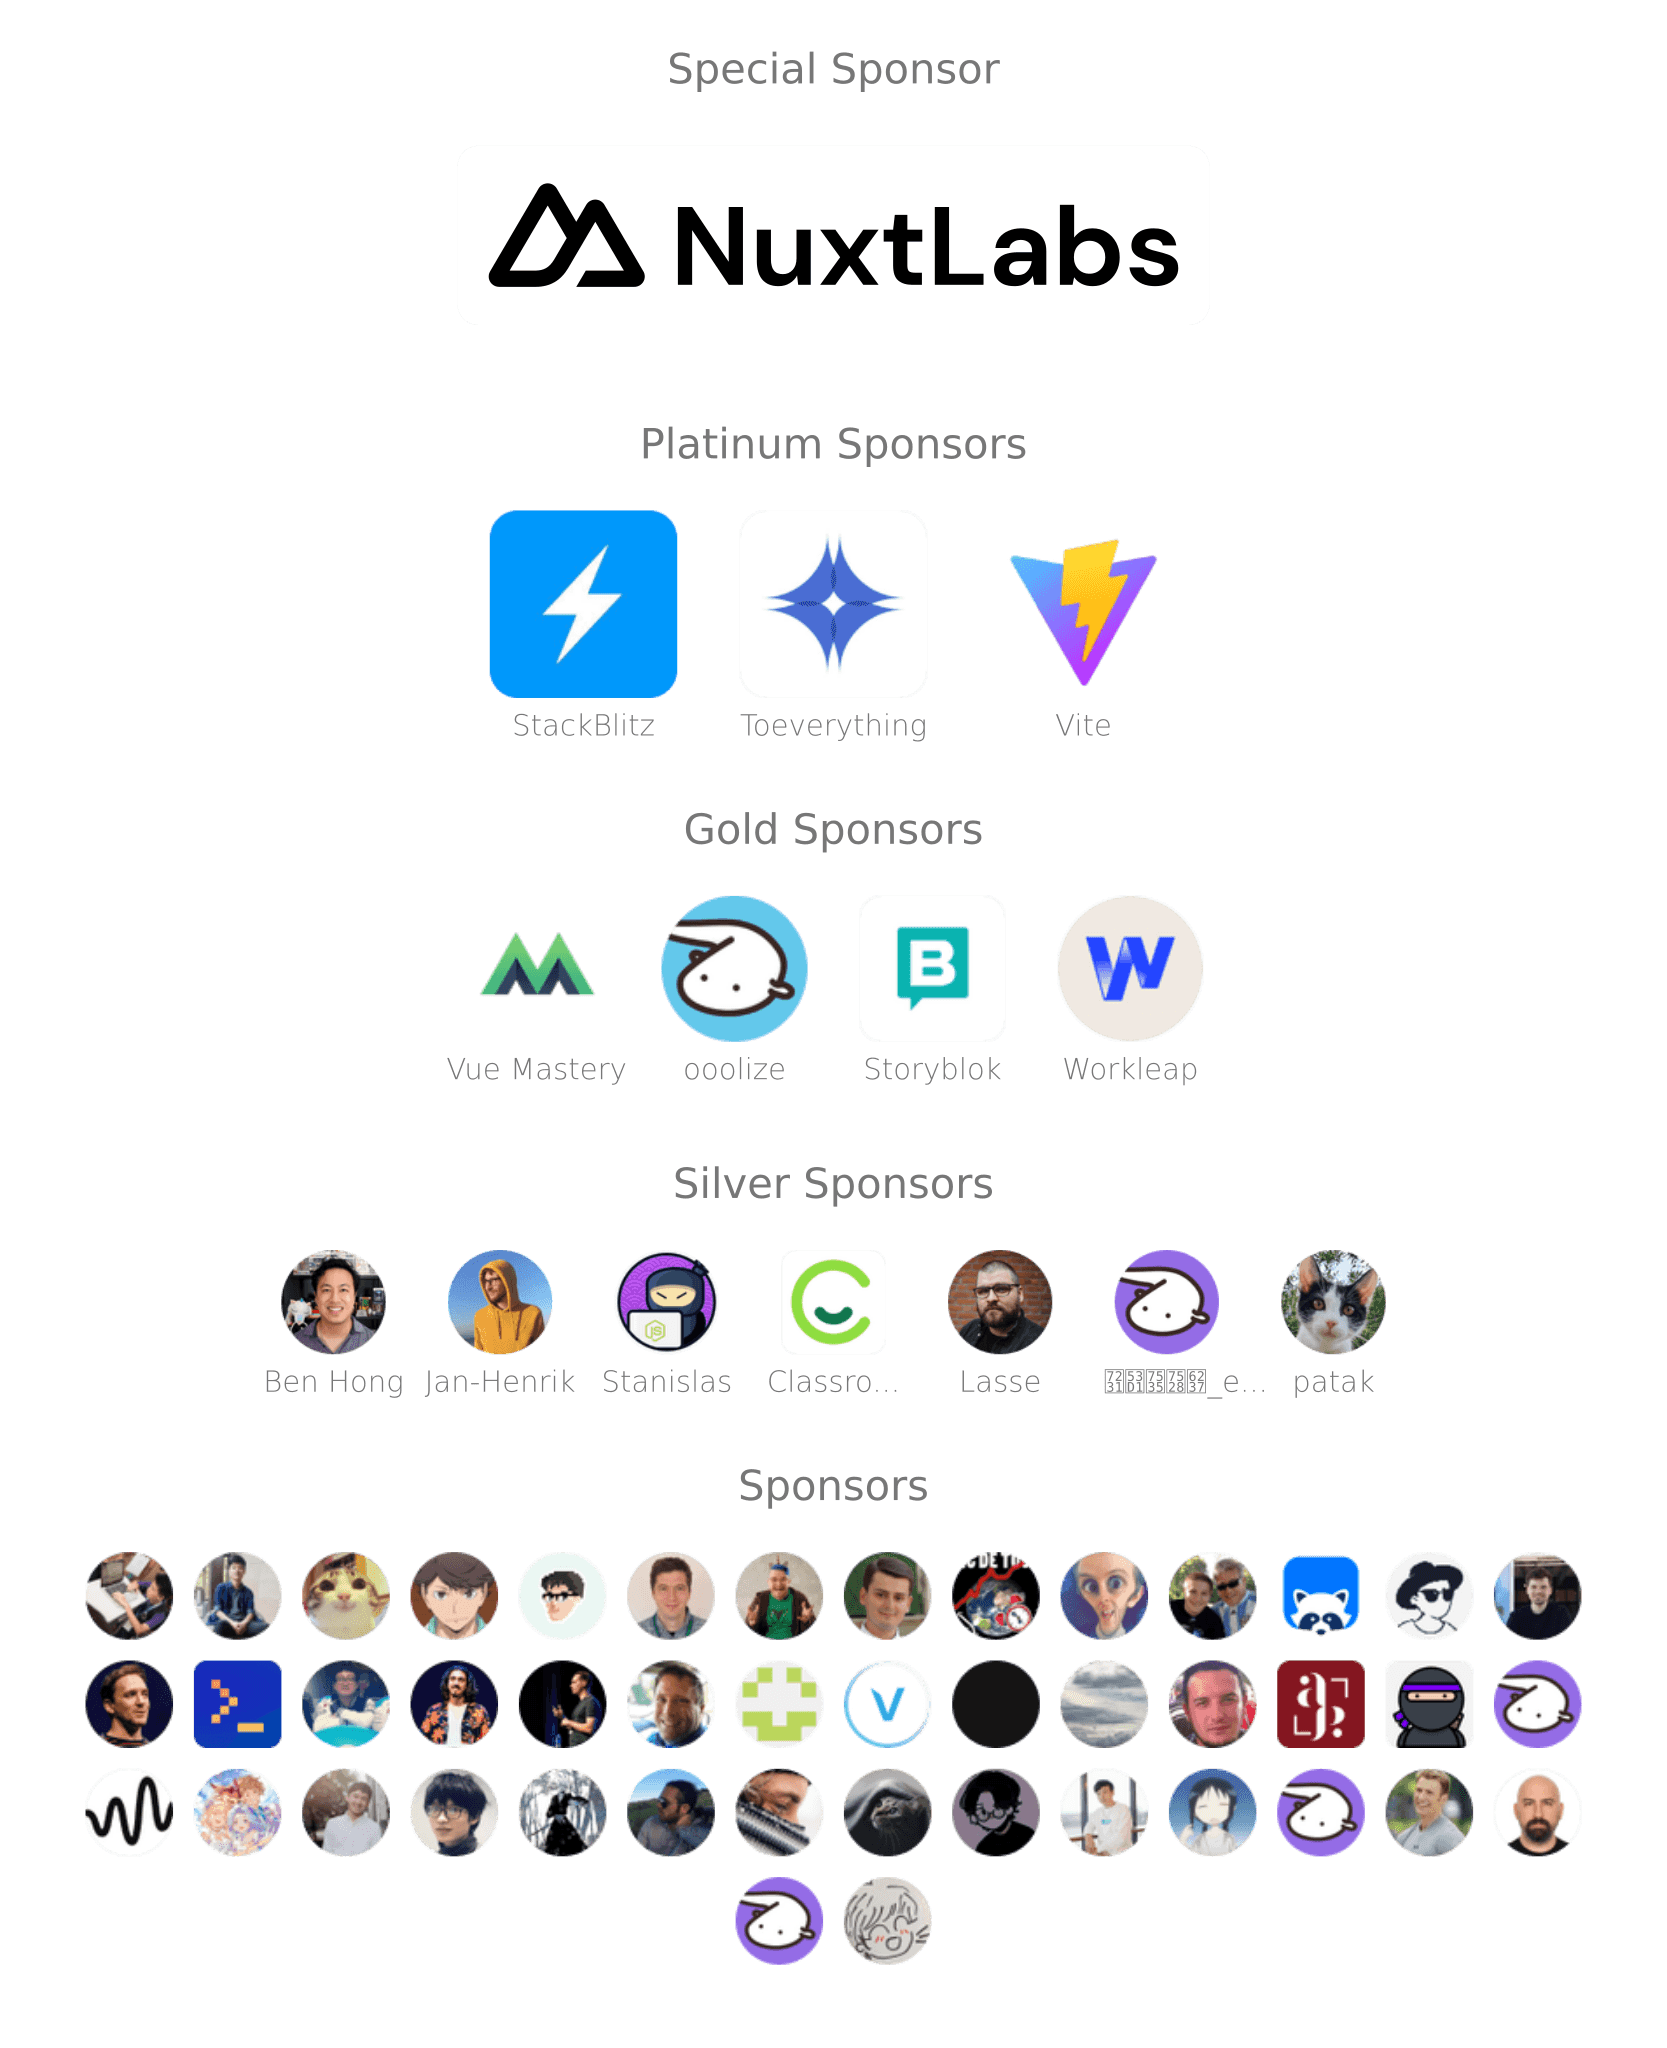 Special Sponsor
NuxtLabs
Platinum Sponsors
StackBlitz Toeverything Vite
Gold Sponsors
Vue Mastery ooolize Storyblok Workleap
Silver Sponsors
Ben Hong Jan-Henrik Stanislas Classro... Lasse _e... patak
Sponsors